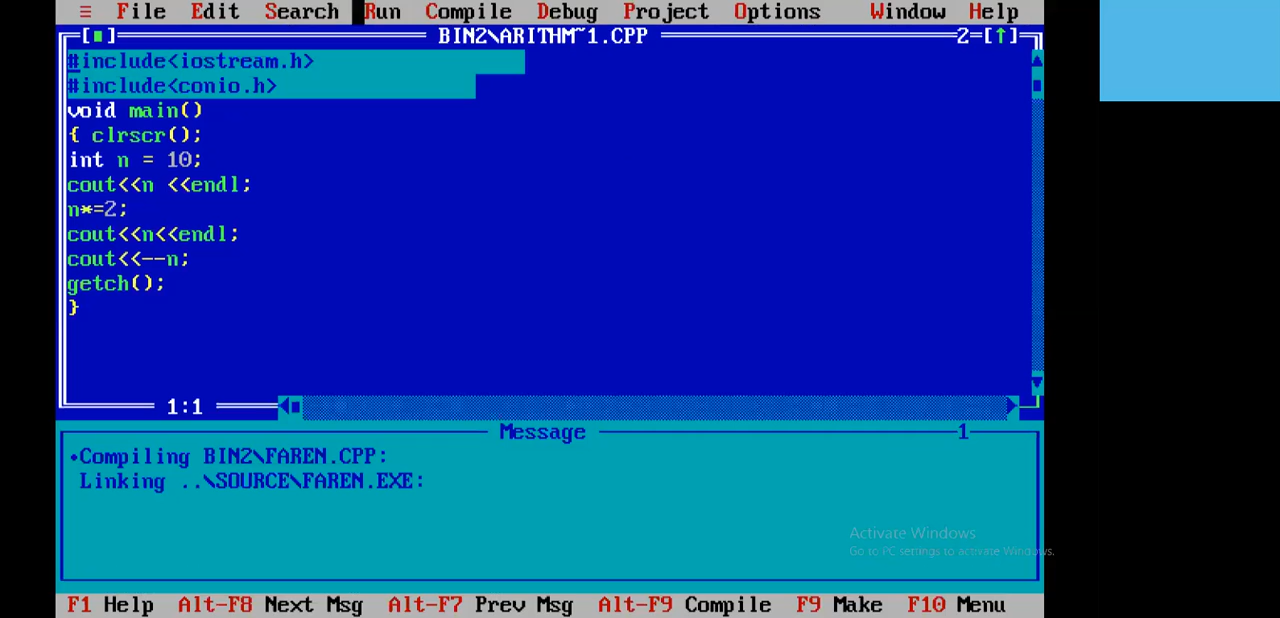 ≡ File Edit Search Run Compile Debug Project Options Window Help
[■] BIN2\ARITHM~1.CPP 2=[↑]
#include<iostream.h>
#include<conio.h>
void main()
{ clrscr();
int n = 10;
cout<<n <<endl;
n*=2;
cout<<n<<endl;
cout<<--n;
getch();
}
1:1
Message 1
•Compiling BIN2\FAREN.CPP:
Linking ..\SOURCE\FAREN.EXE:
Activate Windows
Go to PC settings to activate Windows.
F1 Help Alt-F8 Next Msg Alt-F7 Prev Msg Alt-F9 Compile F9 Make F10 Menu